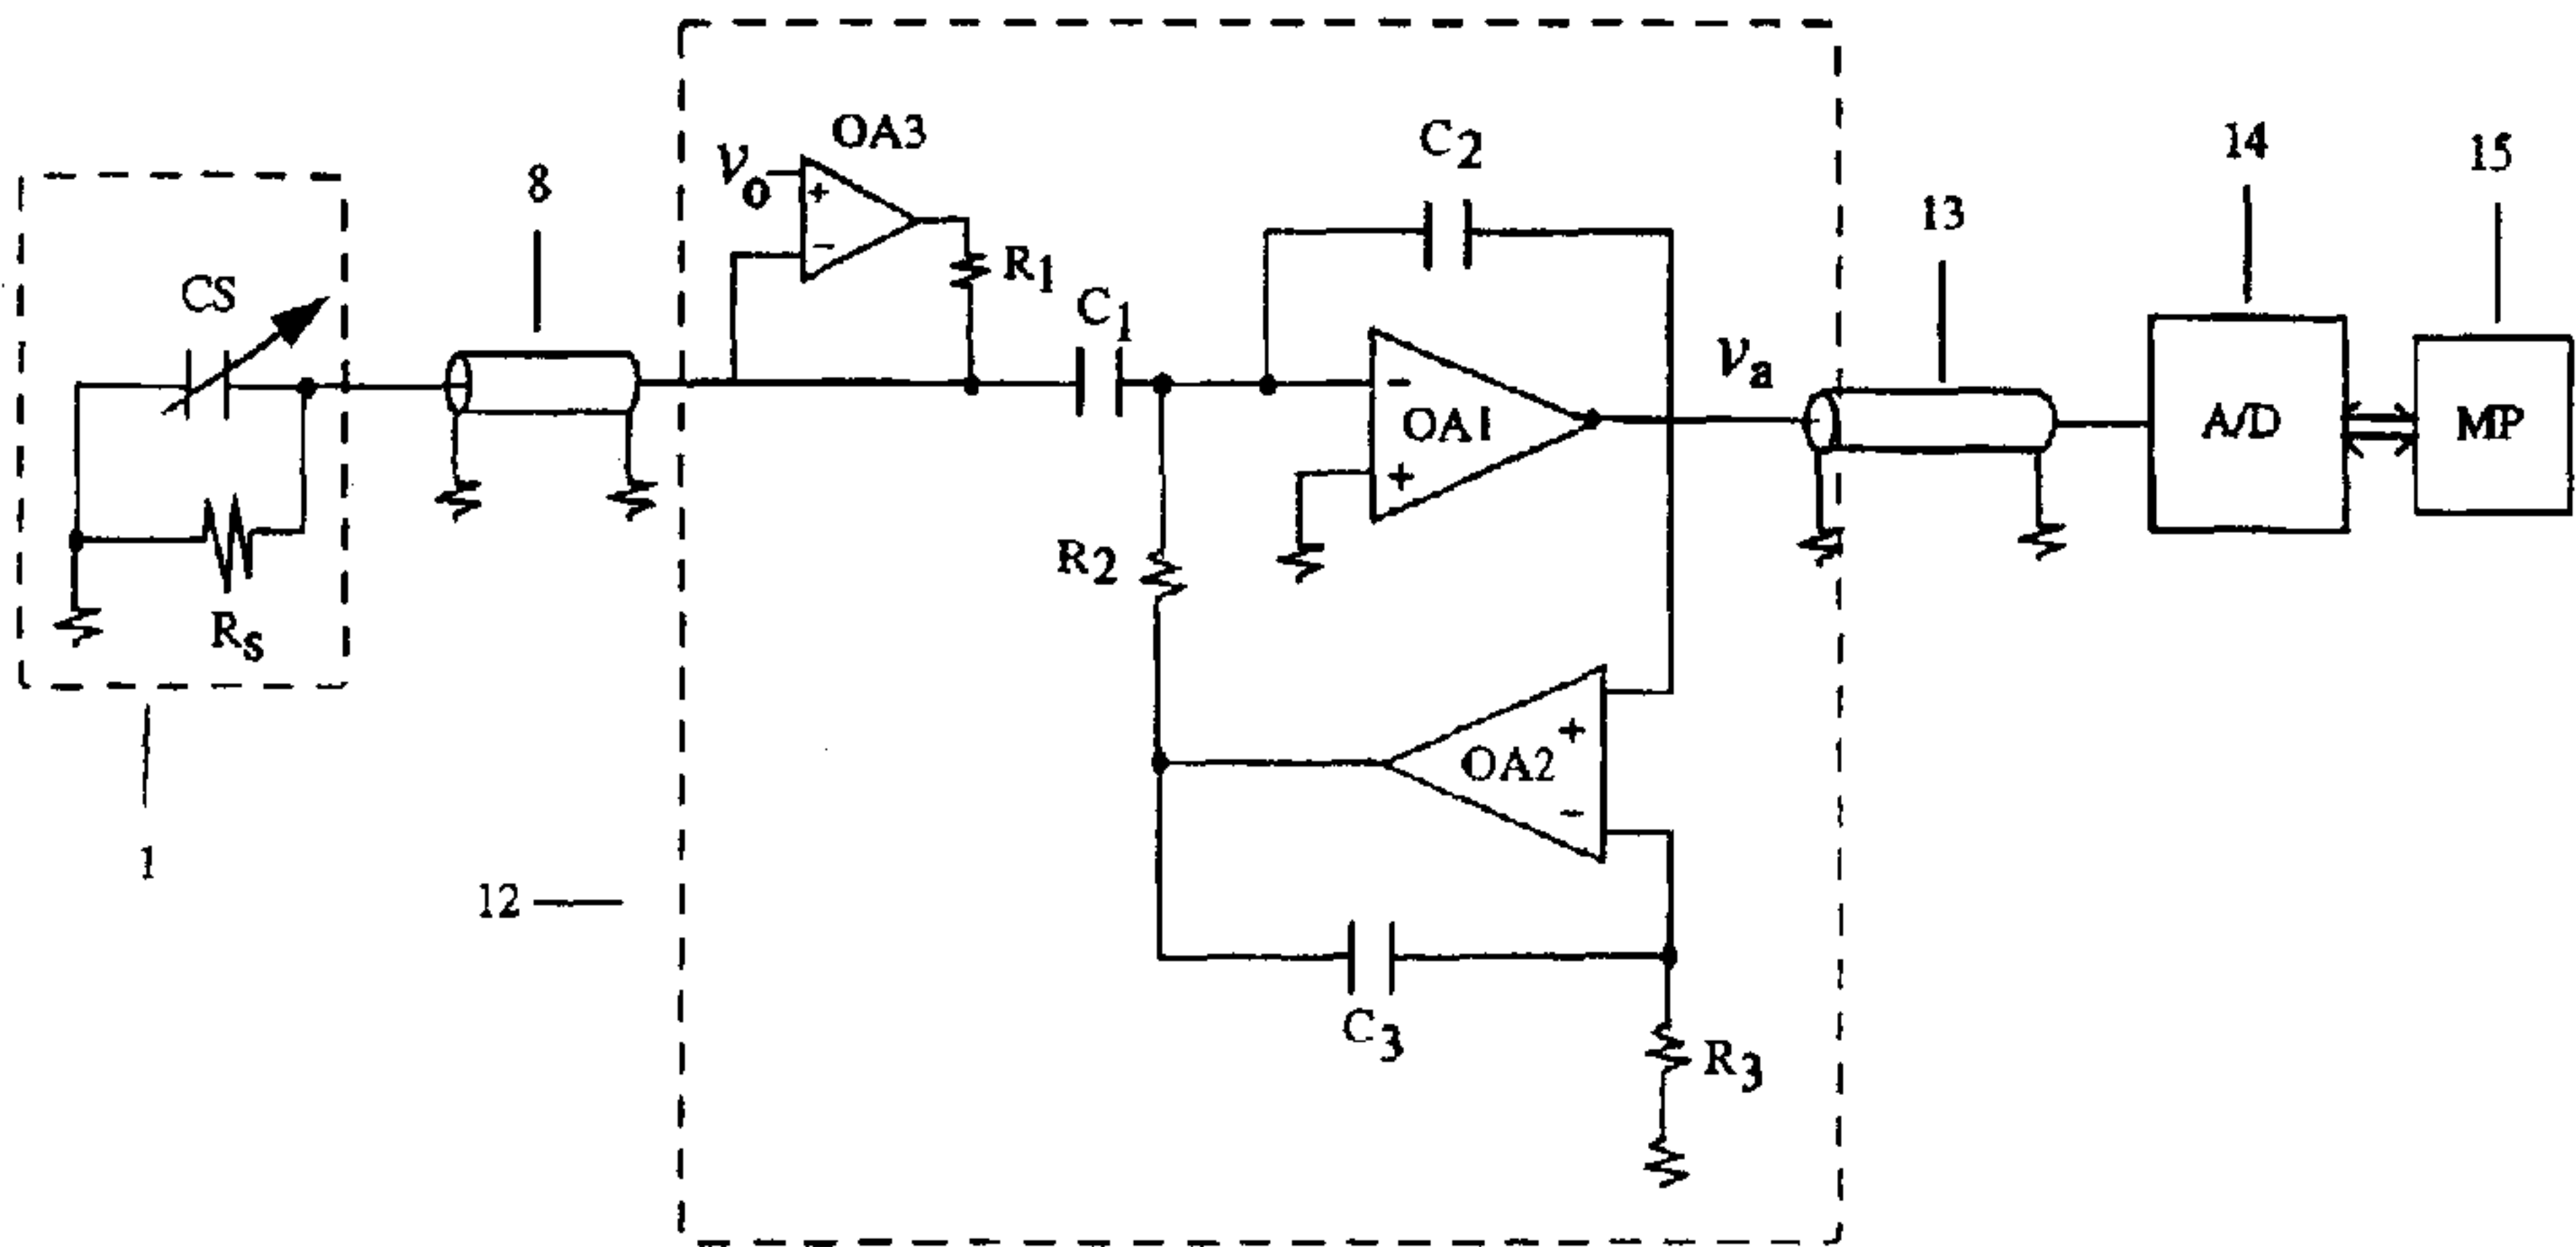 OA3
v₀
+
−
R₁
C₂
14
15
8
13
CS
C₁
vₐ
−
OA1
+
A/D
MP
R₂
Rₛ
+
OA2
−
1
12
C₃
R₃